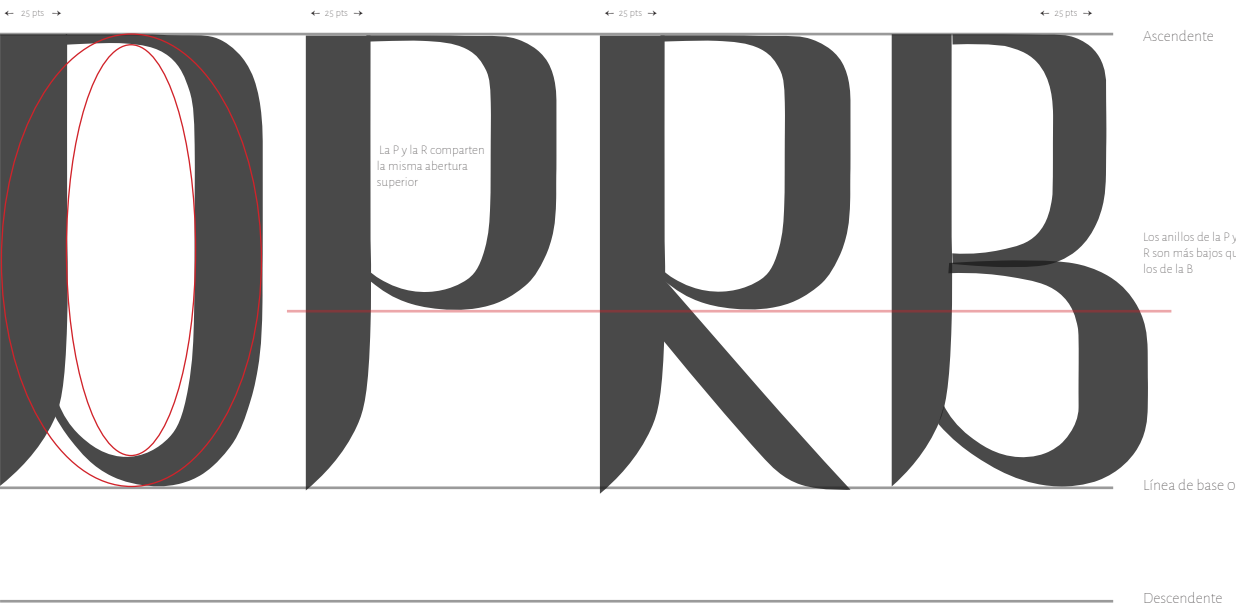 25 pts 25 pts 25 pts 25 pts
Ascendente
O P R B
La P y la R comparten
la misma abertura
superior
Los anillos de la P y
R son más bajos qu
los de la B
Línea de base 0
Descendente